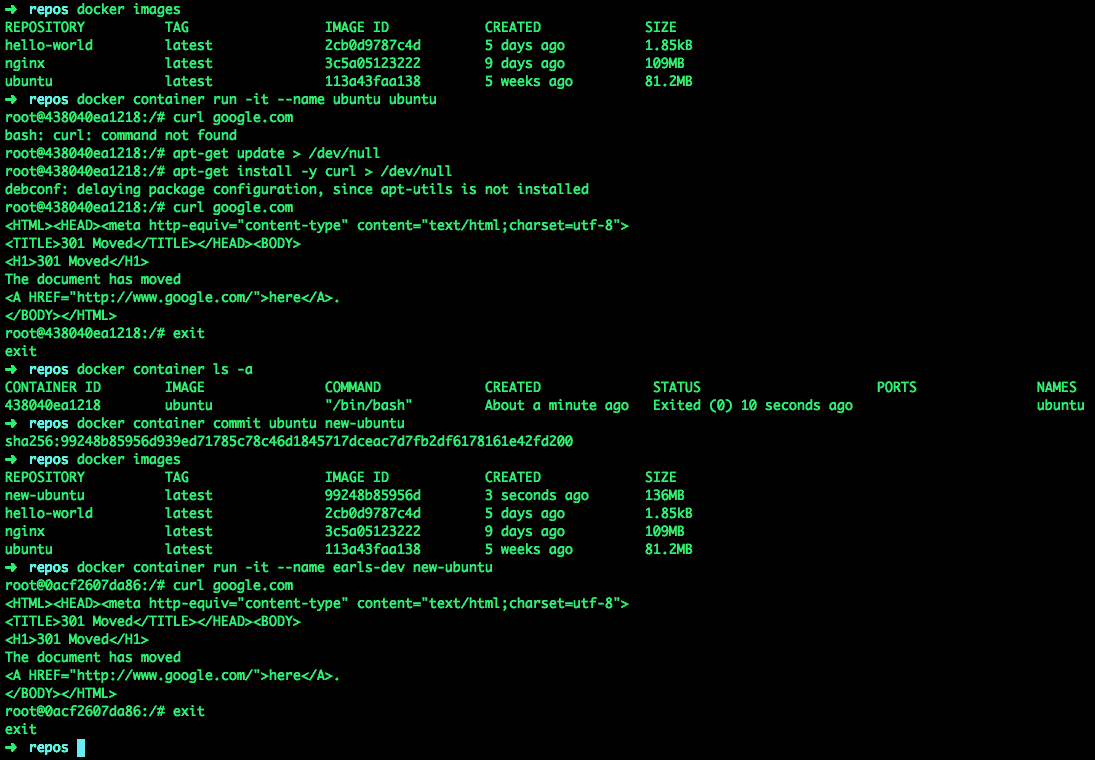 ➜  repos docker images
REPOSITORY          TAG                 IMAGE ID            CREATED             SIZE
hello-world         latest              2cb0d9787c4d        5 days ago          1.85kB
nginx               latest              3c5a05123222        9 days ago          109MB
ubuntu              latest              113a43faa138        5 weeks ago         81.2MB
➜  repos docker container run -it --name ubuntu ubuntu
root@438040ea1218:/# curl google.com
bash: curl: command not found
root@438040ea1218:/# apt-get update > /dev/null
root@438040ea1218:/# apt-get install -y curl > /dev/null
debconf: delaying package configuration, since apt-utils is not installed
root@438040ea1218:/# curl google.com
<HTML><HEAD><meta http-equiv="content-type" content="text/html;charset=utf-8">
<TITLE>301 Moved</TITLE></HEAD><BODY>
<H1>301 Moved</H1>
The document has moved
<A HREF="http://www.google.com/">here</A>.
</BODY></HTML>
root@438040ea1218:/# exit
exit
➜  repos docker container ls -a
CONTAINER ID        IMAGE               COMMAND             CREATED              STATUS                      PORTS               NAMES
438040ea1218        ubuntu              "/bin/bash"         About a minute ago   Exited (0) 10 seconds ago                       ubuntu
➜  repos docker container commit ubuntu new-ubuntu
sha256:99248b85956d939ed71785c78c46d1845717dceac7d7fb2df6178161e42fd200
➜  repos docker images
REPOSITORY          TAG                 IMAGE ID            CREATED             SIZE
new-ubuntu          latest              99248b85956d        3 seconds ago       136MB
hello-world         latest              2cb0d9787c4d        5 days ago          1.85kB
nginx               latest              3c5a05123222        9 days ago          109MB
ubuntu              latest              113a43faa138        5 weeks ago         81.2MB
➜  repos docker container run -it --name earls-dev new-ubuntu
root@0acf2607da86:/# curl google.com
<HTML><HEAD><meta http-equiv="content-type" content="text/html;charset=utf-8">
<TITLE>301 Moved</TITLE></HEAD><BODY>
<H1>301 Moved</H1>
The document has moved
<A HREF="http://www.google.com/">here</A>.
</BODY></HTML>
root@0acf2607da86:/# exit
exit
➜  repos